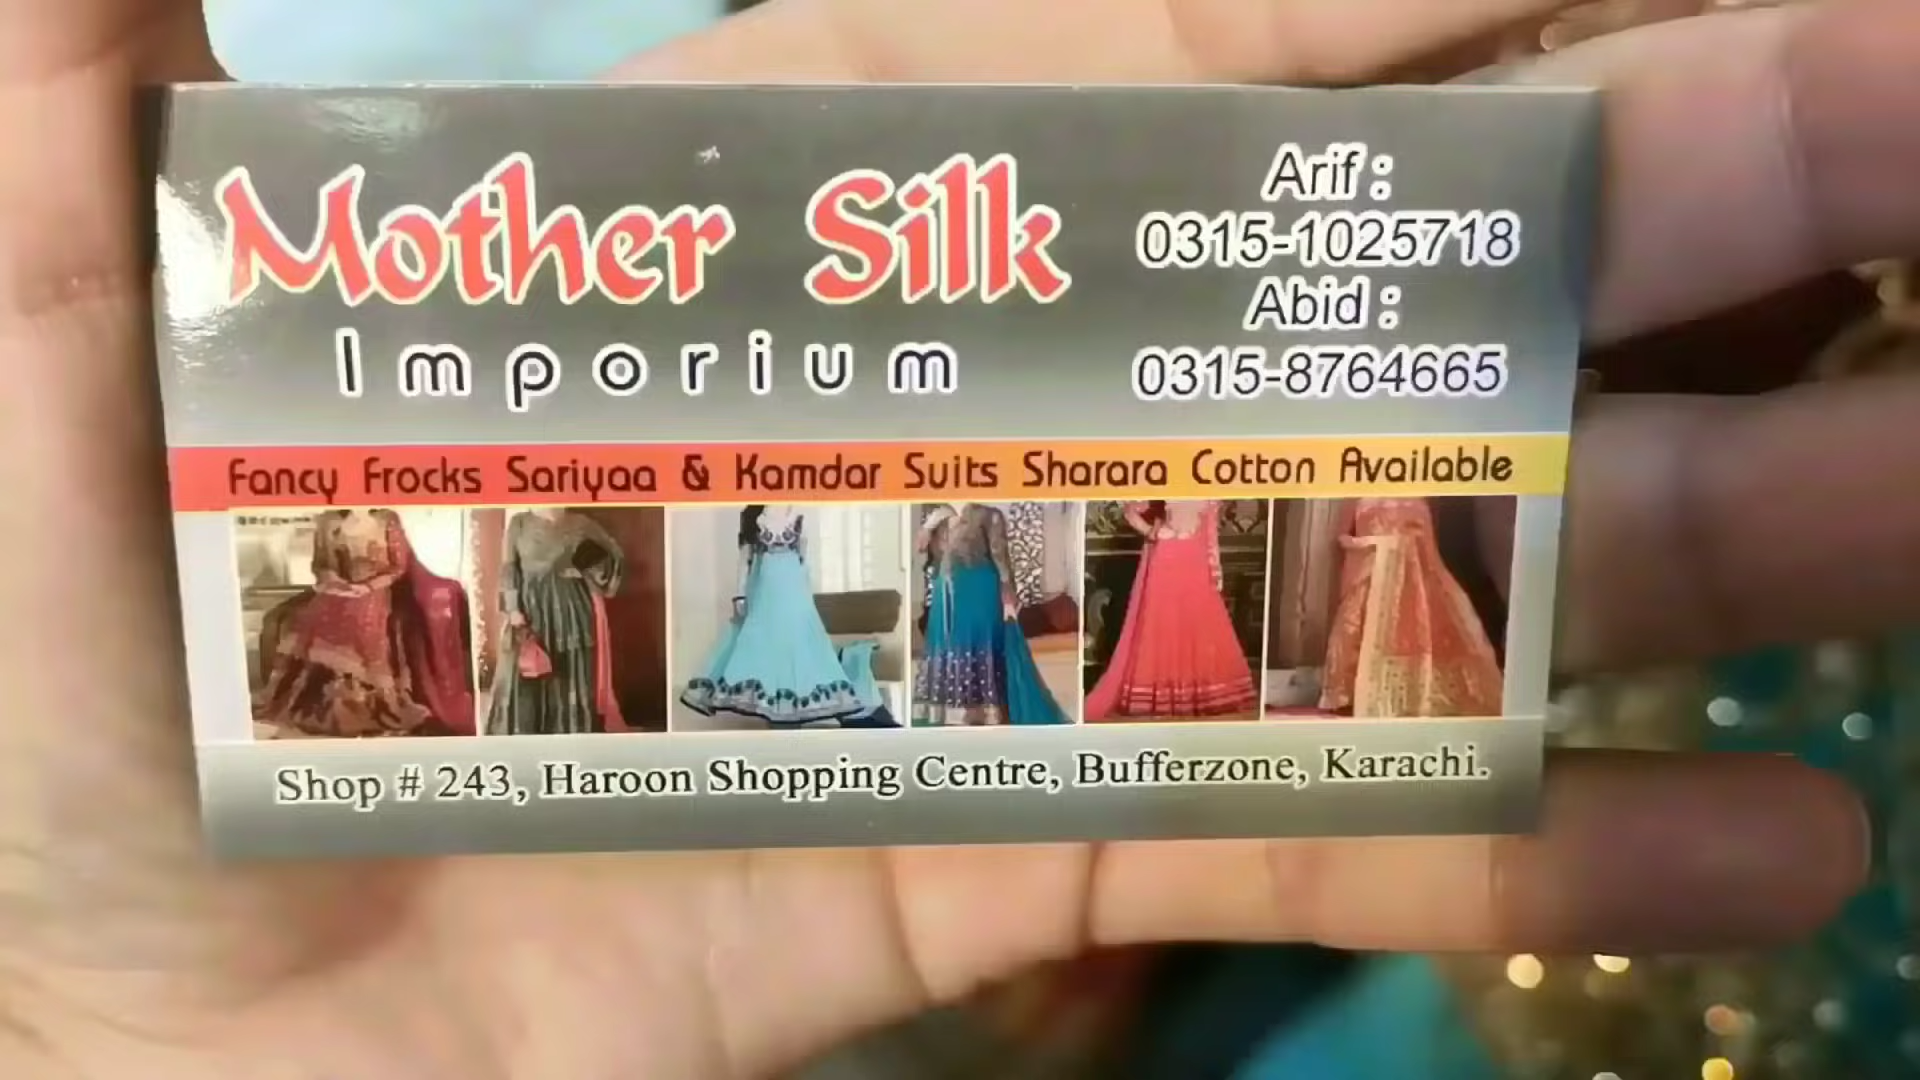 Mother Silk
Imporium
Arif :
0315-1025718
Abid :
0315-8764665
Fancy Frocks Sariyaa & Kamdar Suits Sharara Cotton Available
Shop # 243, Haroon Shopping Centre, Bufferzone, Karachi.